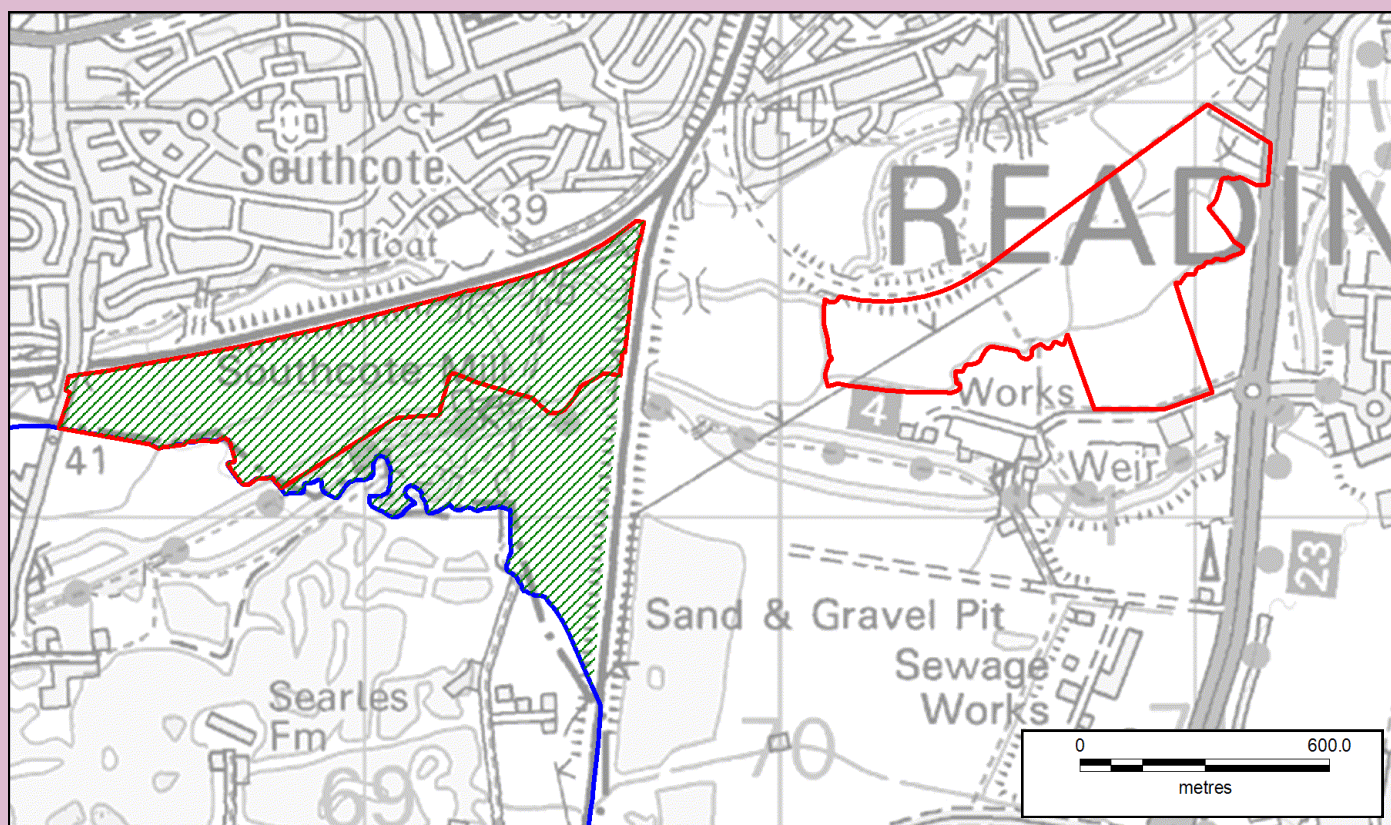 Southcote
39
Moat
READIN
Southcote Mill
4
Works
41
Weir
71
23
Sand & Gravel Pit
Sewage
Works
Searles
Fm
69
70
7
0 600.0
metres